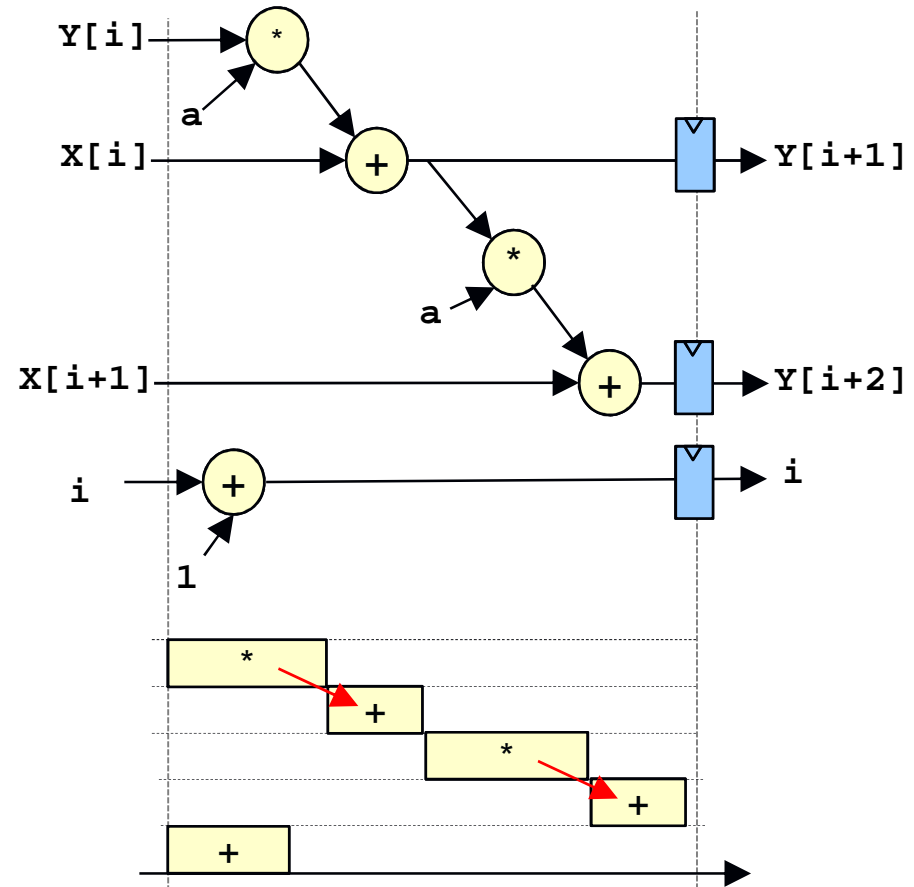 Y[i] *
a
X[i] + Y[i+1]
*
a
X[i+1] + Y[i+2]
i + i
1
*
+
*
+
+